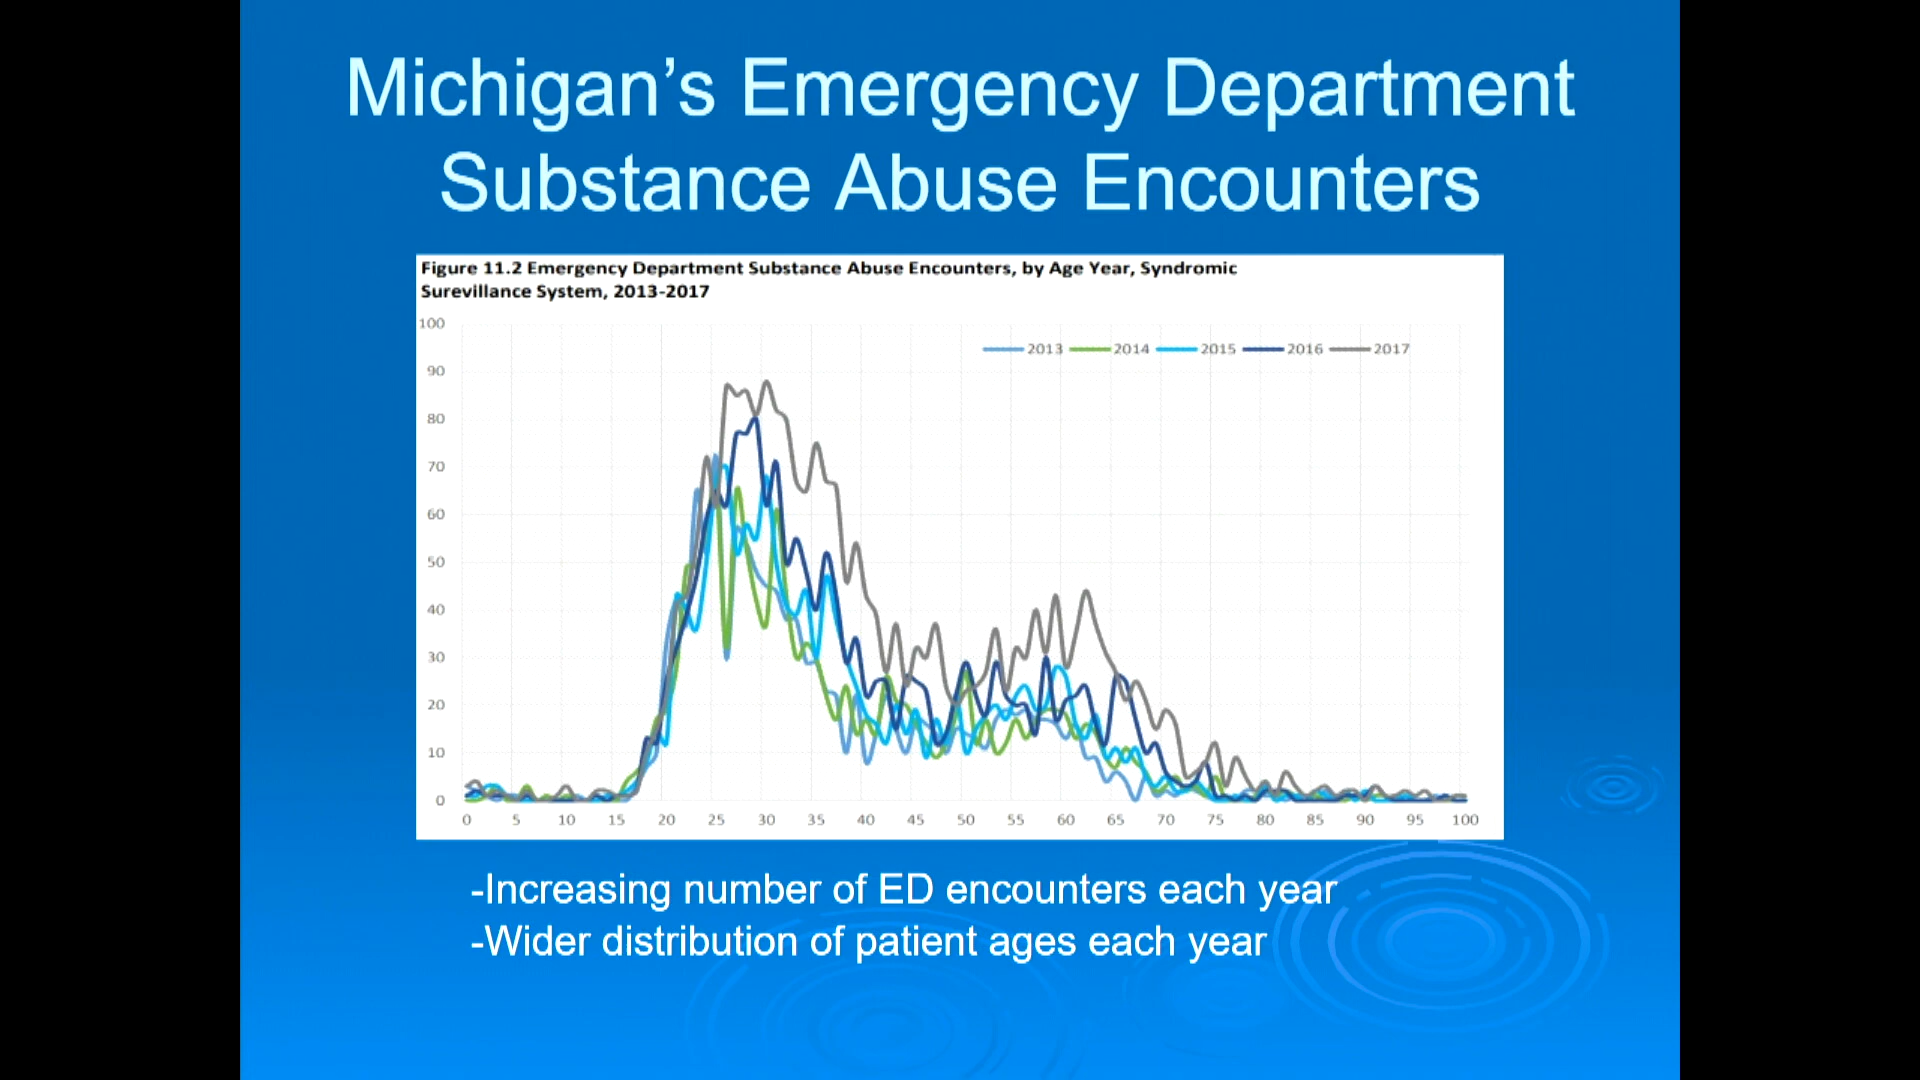 Michigan’s Emergency Department
Substance Abuse Encounters
Figure 11.2 Emergency Department Substance Abuse Encounters, by Age Year, Syndromic
Surevillance System, 2013-2017
100
2013 2014 2015 2016 2017
90
80
70
60
50
40
30
20
10
0
0 5 10 15 20 25 30 35 40 45 50 55 60 65 70 75 80 85 90 95 100
-Increasing number of ED encounters each year
-Wider distribution of patient ages each year